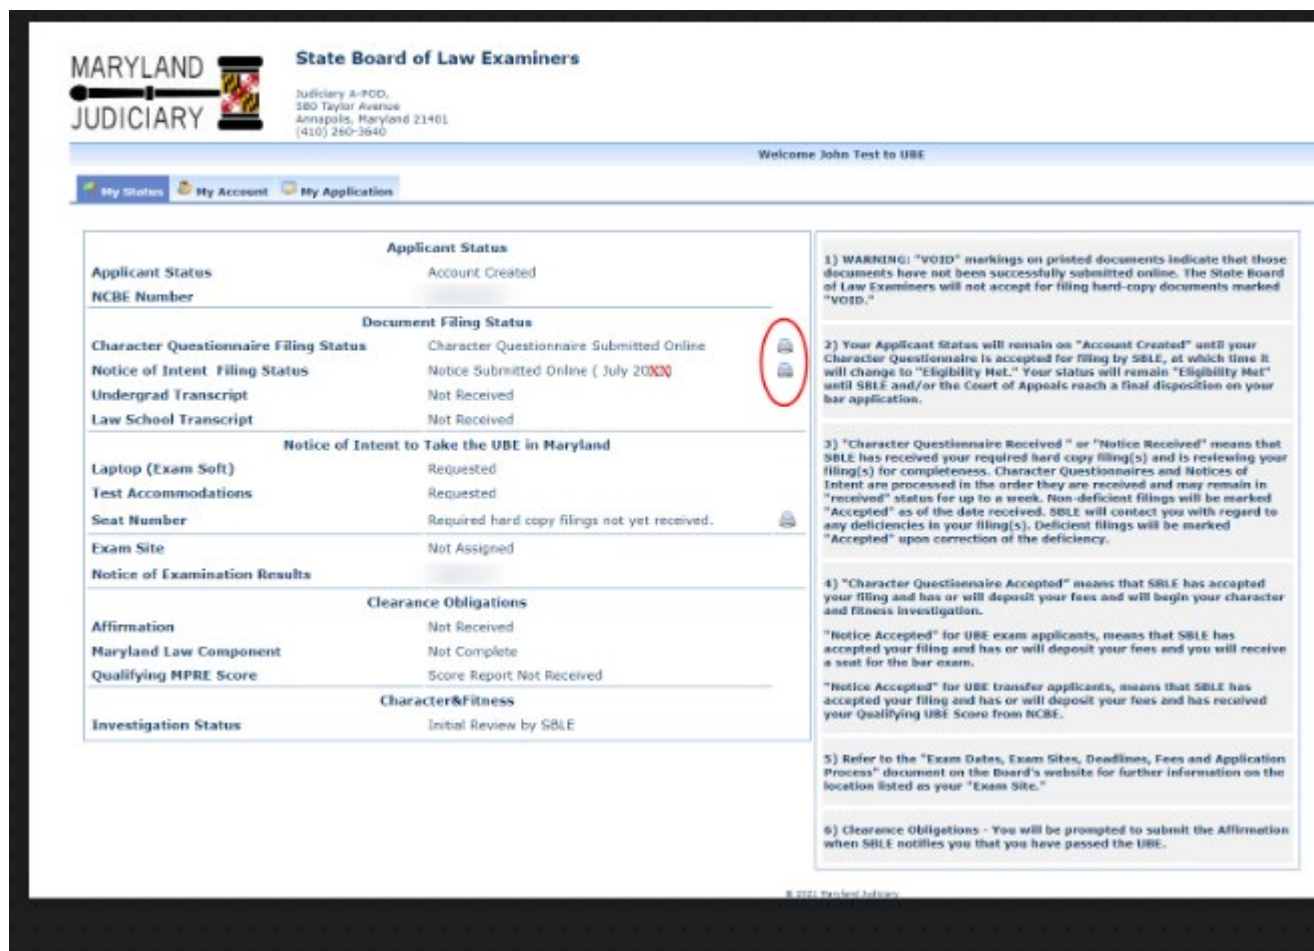 MARYLAND
JUDICIARY
State Board of Law Examiners
Judiciary A-POD,
580 Taylor Avenue
Annapolis, Maryland 21401
(410) 260-3640
Welcome John Test to UBE
My Status My Account My Application
Applicant Status
Applicant Status Account Created
NCBE Number
Document Filing Status
Character Questionnaire Filing Status Character Questionnaire Submitted Online
Notice of Intent Filing Status Notice Submitted Online ( July 20XX)
Undergrad Transcript Not Received
Law School Transcript Not Received
Notice of Intent to Take the UBE in Maryland
Laptop (Exam Soft) Requested
Test Accommodations Requested
Seat Number Required hard copy filings not yet received.
Exam Site Not Assigned
Notice of Examination Results
Clearance Obligations
Affirmation Not Received
Maryland Law Component Not Complete
Qualifying MPRE Score Score Report Not Received
Character&Fitness
Investigation Status Initial Review by SBLE
1) WARNING: "VOID" markings on printed documents indicate that those
documents have not been successfully submitted online. The State Board
of Law Examiners will not accept for filing hard-copy documents marked
"VOID."
2) Your Applicant Status will remain on "Account Created" until your
Character Questionnaire is accepted for filing by SBLE, at which time it
will change to "Eligibility Met." Your status will remain "Eligibility Met"
until SBLE and/or the Court of Appeals reach a final disposition on your
bar application.
3) "Character Questionnaire Received " or "Notice Received" means that
SBLE has received your required hard copy filing(s) and is reviewing your
filing(s) for completeness. Character Questionnaires and Notices of
Intent are processed in the order they are received and may remain in
"received" status for up to a week. Non-deficient filings will be marked
"Accepted" as of the date received. SBLE will contact you with regard to
any deficiencies in your filing(s). Deficient filings will be marked
"Accepted" upon correction of the deficiency.
4) "Character Questionnaire Accepted" means that SBLE has accepted
your filing and has or will deposit your fees and will begin your character
and fitness investigation.
"Notice Accepted" for UBE exam applicants, means that SBLE has
accepted your filing and has or will deposit your fees and you will receive
a seat for the bar exam.
"Notice Accepted" for UBE transfer applicants, means that SBLE has
accepted your filing and has or will deposit your fees and has received
your Qualifying UBE Score from NCBE.
5) Refer to the "Exam Dates, Exam Sites, Deadlines, Fees and Application
Process" document on the Board's website for further information on the
location listed as your "Exam Site."
6) Clearance Obligations - You will be prompted to submit the Affirmation
when SBLE notifies you that you have passed the UBE.
© 2021 Maryland Judiciary